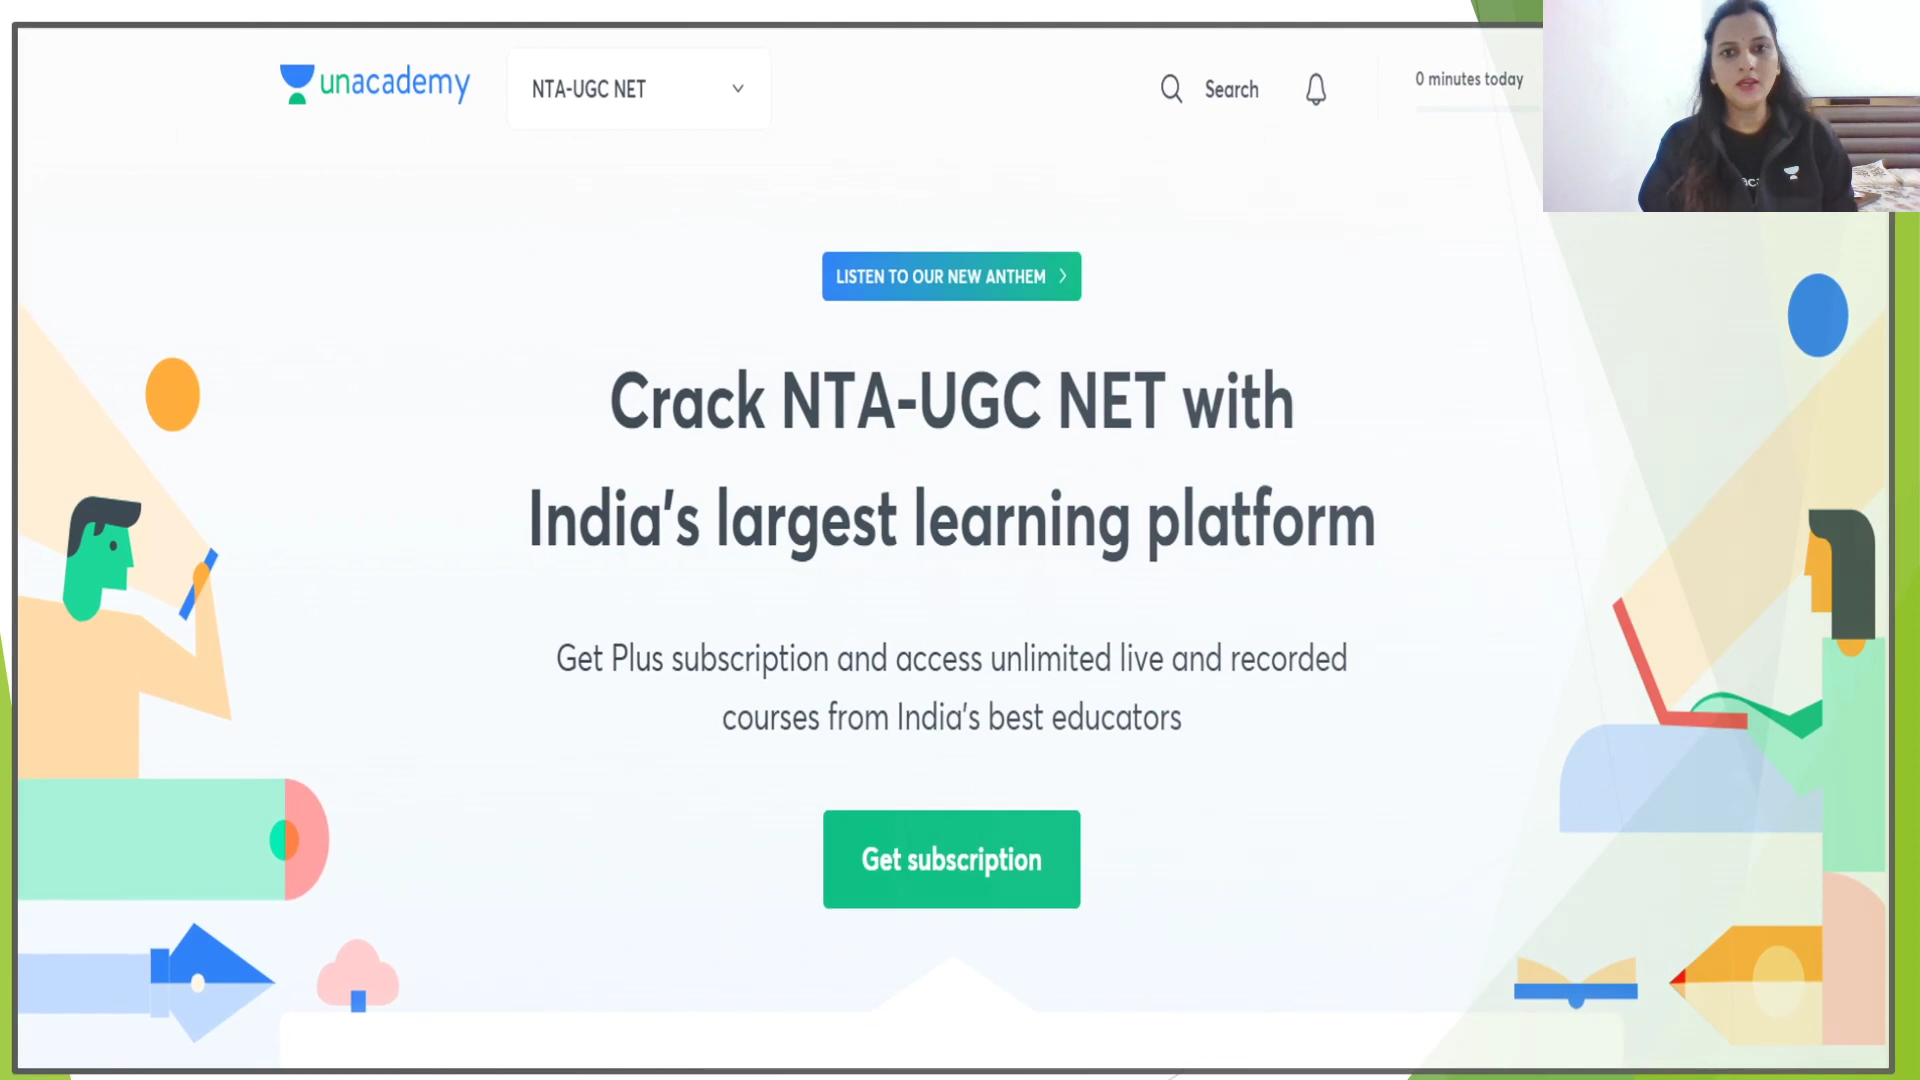 unacademy
NTA-UGC NET
Search
0 minutes today
LISTEN TO OUR NEW ANTHEM
Crack NTA-UGC NET with
India's largest learning platform
Get Plus subscription and access unlimited live and recorded
courses from India's best educators
Get subscription